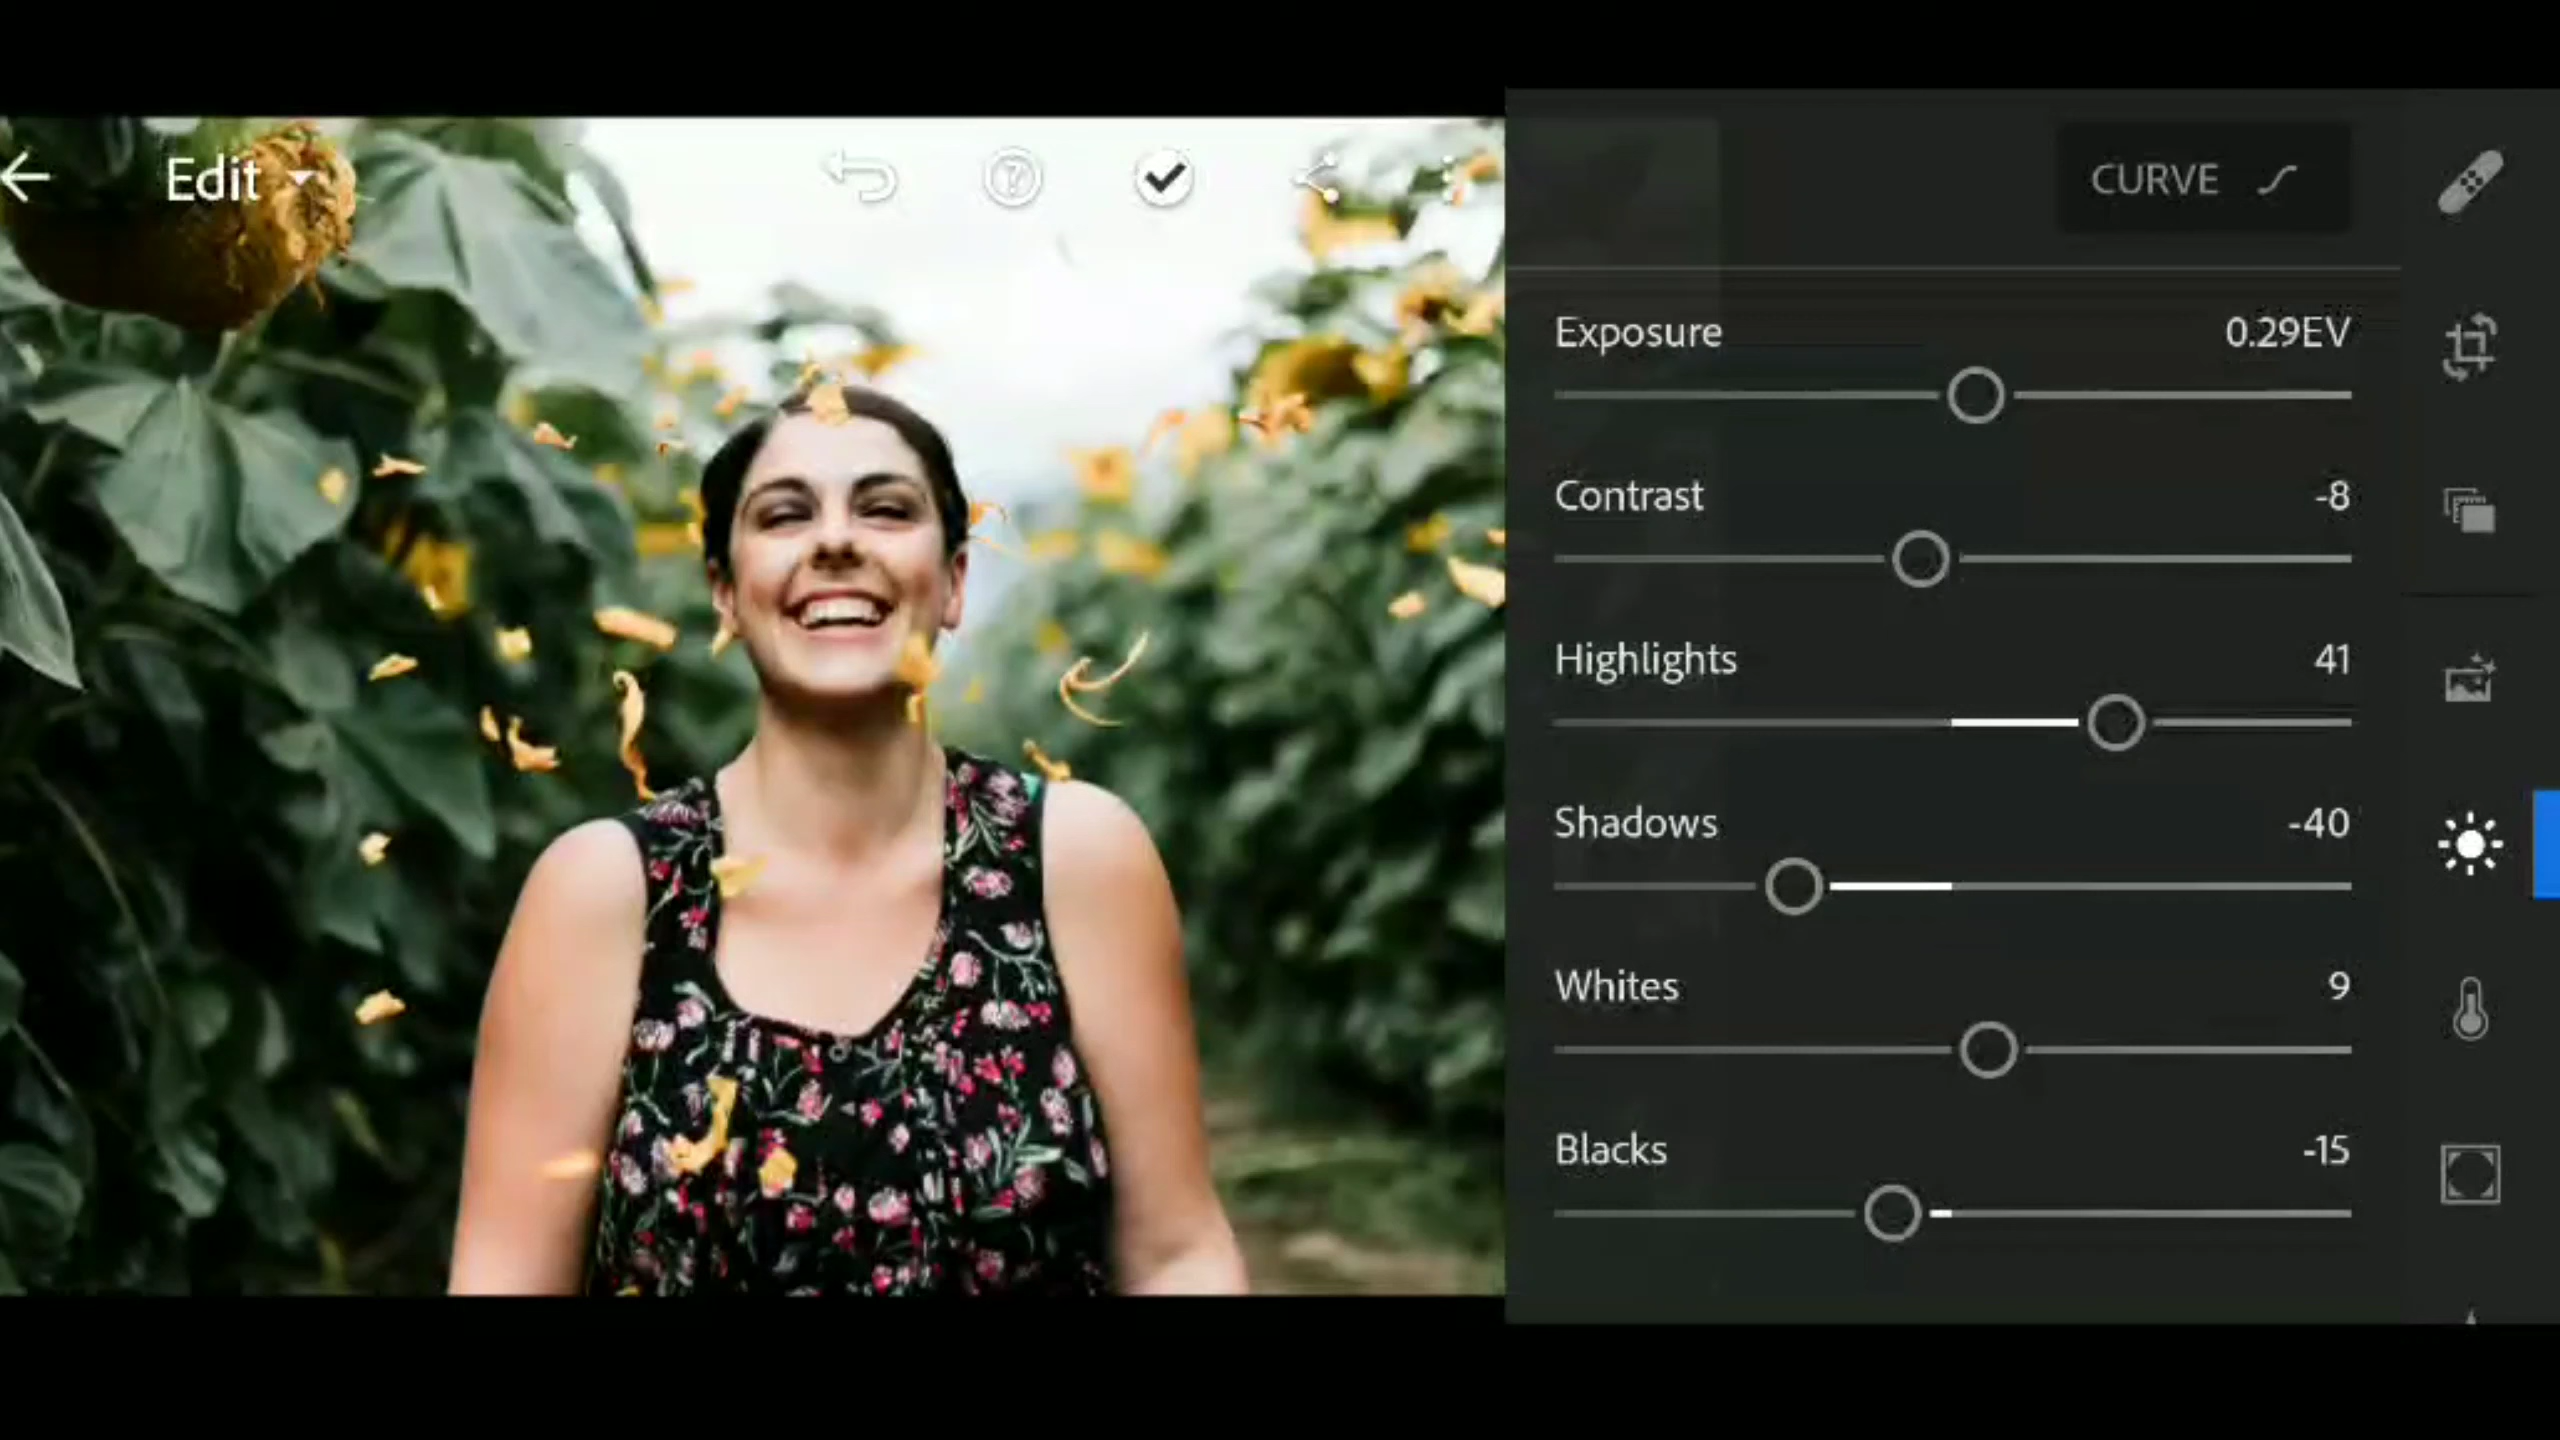 Edit
CURVE
Exposure 0.29EV
Contrast -8
Highlights 41
Shadows -40
Whites 9
Blacks -15